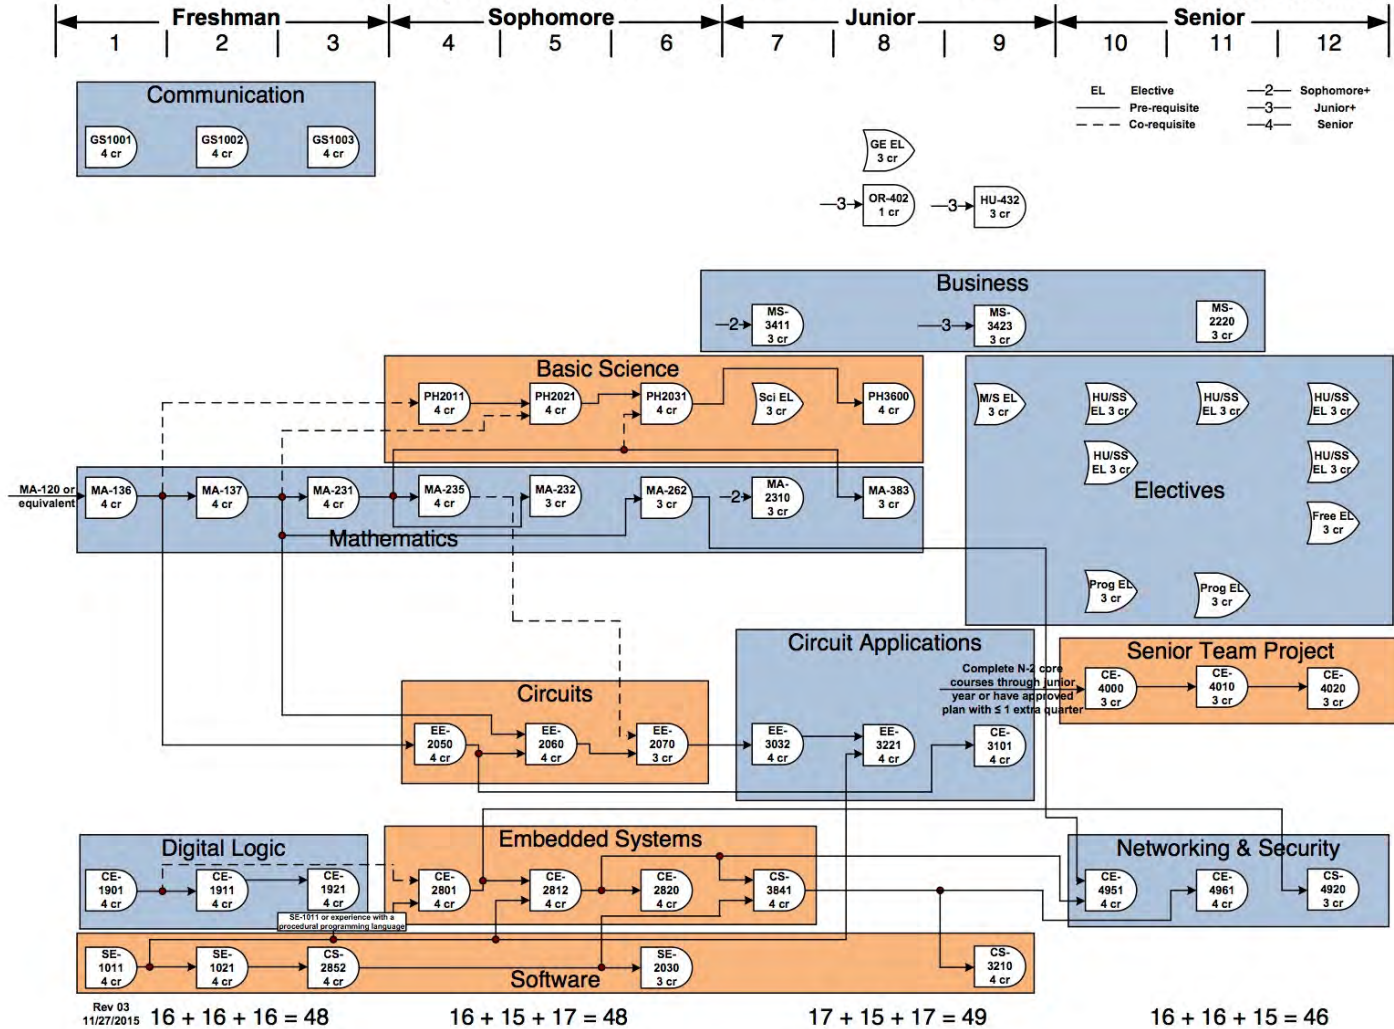 Freshman Sophomore Junior Senior
1 2 3 4 5 6 7 8 9 10 11 12
Communication
GS1001
4 cr
GS1002
4 cr
GS1003
4 cr
EL Elective
Pre-requisite
Co-requisite
2 Sophomore+
3 Junior+
4 Senior
GE EL
3 cr
3
OR-402
1 cr
3
HU-432
3 cr
Business
2
MS-
3411
3 cr
3
MS-
3423
3 cr
MS-
2220
3 cr
Basic Science
PH2011
4 cr
PH2021
4 cr
PH2031
4 cr
Sci EL
3 cr
PH3600
4 cr
M/S EL
3 cr
HU/SS
EL 3 cr
HU/SS
EL 3 cr
HU/SS
EL 3 cr
HU/SS
EL 3 cr
HU/SS
EL 3 cr
Electives
Free EL
3 cr
Prog EL
3 cr
Prog EL
3 cr
MA-120 or
equivalent
MA-136
4 cr
MA-137
4 cr
MA-231
4 cr
MA-235
4 cr
MA-232
3 cr
MA-262
3 cr
2
MA-
2310
3 cr
MA-383
3 cr
Mathematics
Circuits
EE-
2050
4 cr
EE-
2060
4 cr
EE-
2070
3 cr
Circuit Applications
Complete N-2 core
courses through junior
year or have approved
plan with ≤ 1 extra quarter
EE-
3032
4 cr
EE-
3221
4 cr
CE-
3101
4 cr
Senior Team Project
CE-
4000
3 cr
CE-
4010
3 cr
CE-
4020
3 cr
Digital Logic
CE-
1901
4 cr
CE-
1911
4 cr
CE-
1921
4 cr
SE-1011 or experience with a
procedural programming language
Embedded Systems
CE-
2801
4 cr
CE-
2812
4 cr
CE-
2820
4 cr
CS-
3841
4 cr
Networking & Security
CE-
4951
4 cr
CE-
4961
4 cr
CS-
4920
3 cr
SE-
1011
4 cr
SE-
1021
4 cr
CS-
2852
4 cr
SE-
2030
3 cr
CS-
3210
4 cr
Software
Rev 03
11/27/2015
16 + 16 + 16 = 48
16 + 15 + 17 = 48
17 + 15 + 17 = 49
16 + 16 + 15 = 46